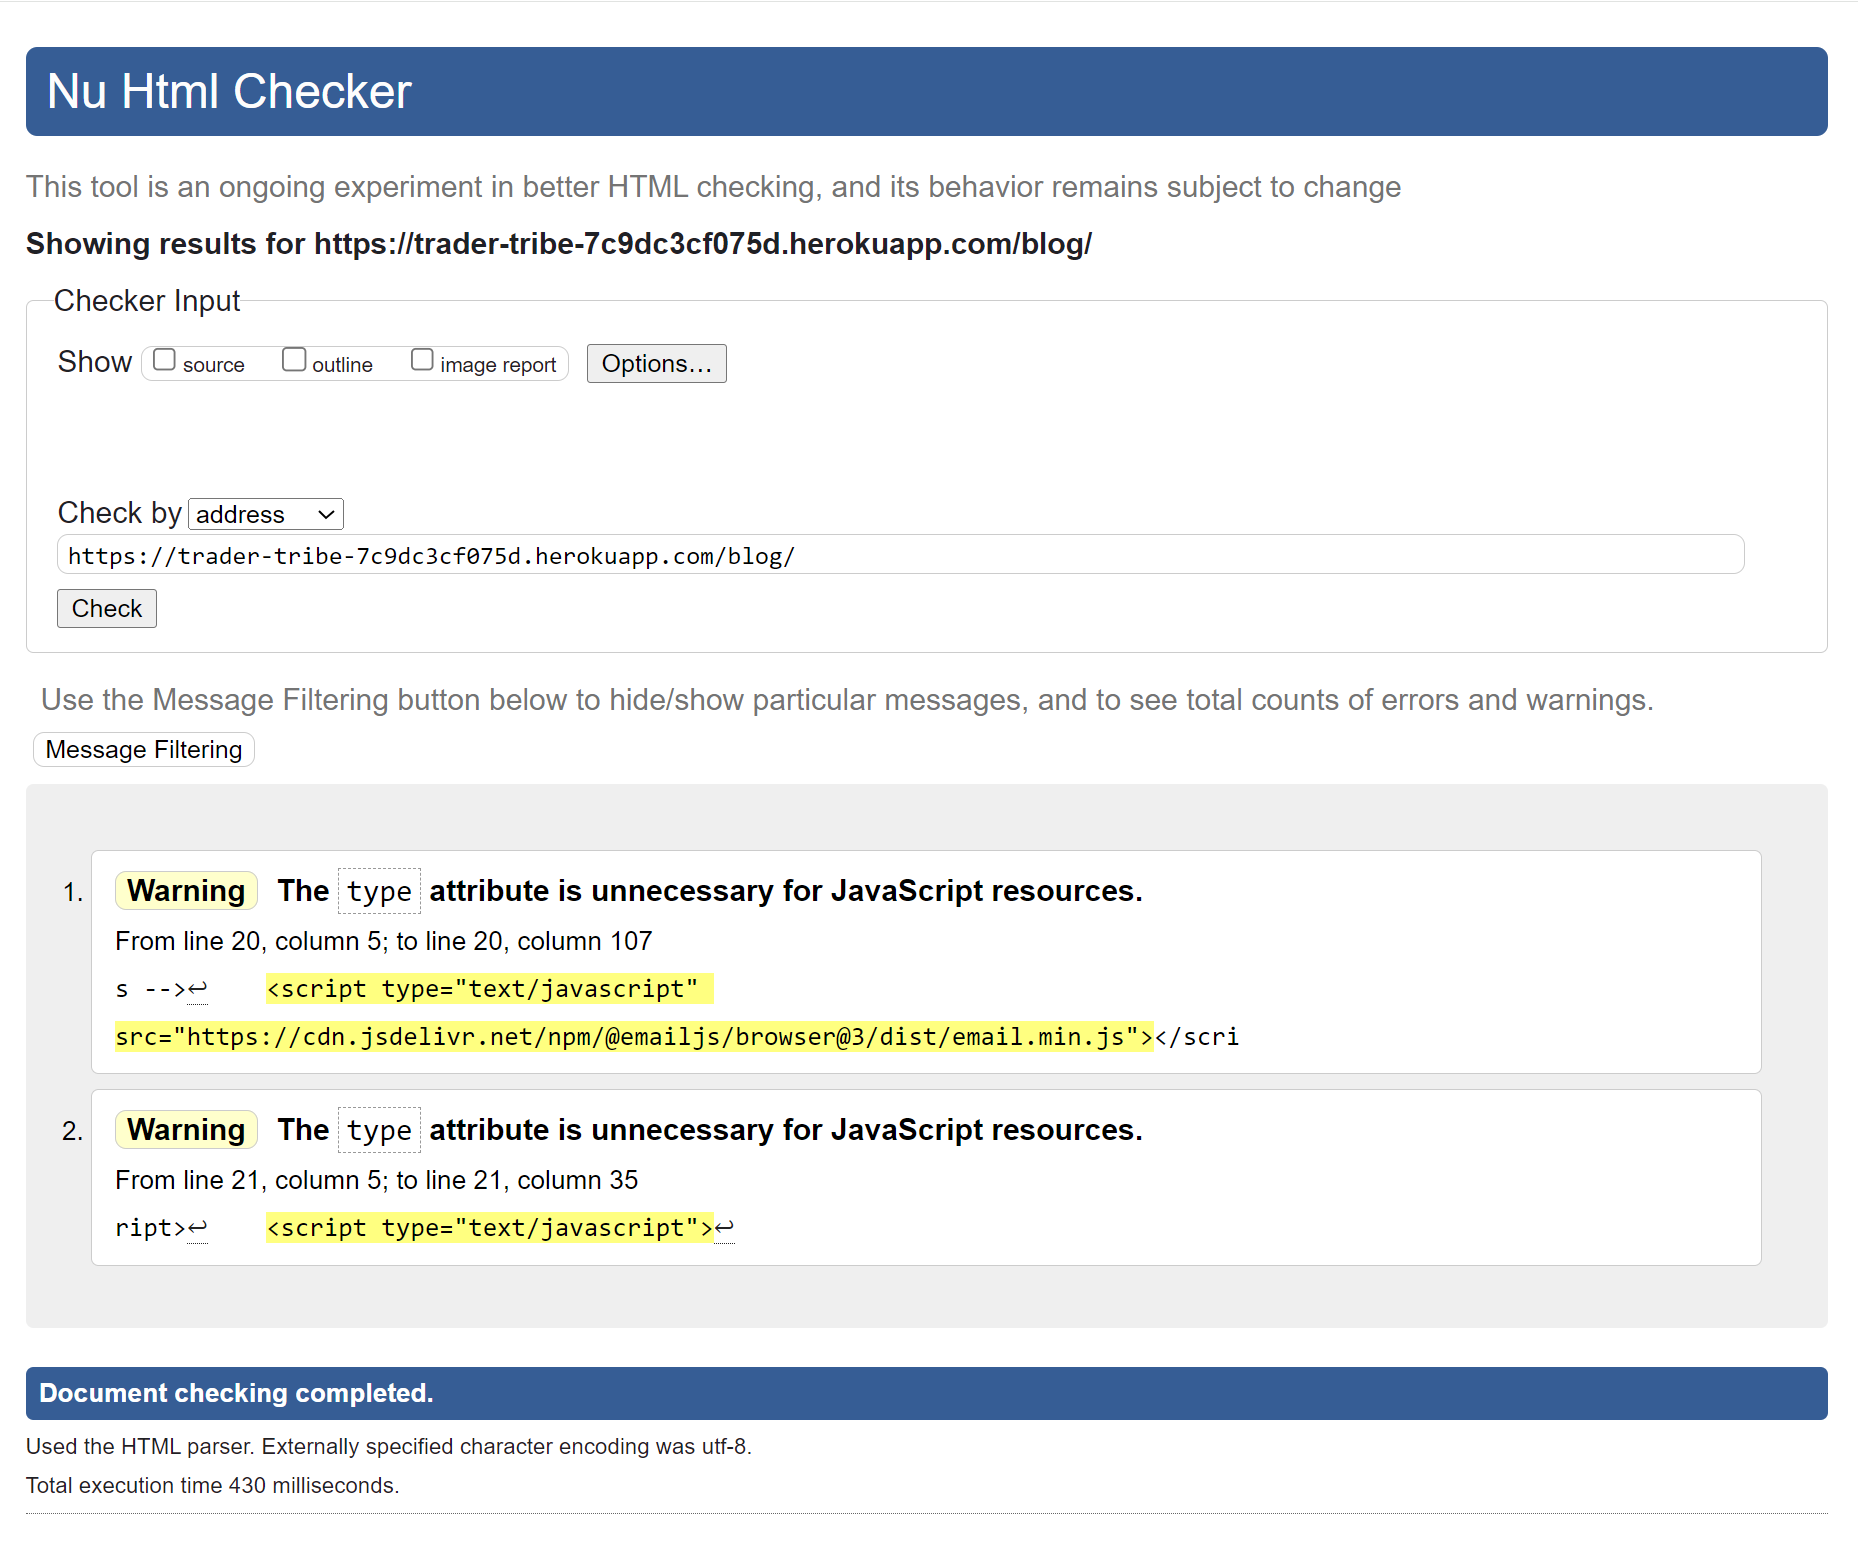 Nu Html Checker
This tool is an ongoing experiment in better HTML checking, and its behavior remains subject to change
Showing results for https://trader-tribe-7c9dc3cf075d.herokuapp.com/blog/
Checker Input
Show source outline image report Options...
Check by address
https://trader-tribe-7c9dc3cf075d.herokuapp.com/blog/
Check
Use the Message Filtering button below to hide/show particular messages, and to see total counts of errors and warnings.
Message Filtering
1. Warning The type attribute is unnecessary for JavaScript resources.
From line 20, column 5; to line 20, column 107
s -->↩ <script type="text/javascript"
src="https://cdn.jsdelivr.net/npm/@emailjs/browser@3/dist/email.min.js"></scri
2. Warning The type attribute is unnecessary for JavaScript resources.
From line 21, column 5; to line 21, column 35
ript>↩ <script type="text/javascript">↩
Document checking completed.
Used the HTML parser. Externally specified character encoding was utf-8.
Total execution time 430 milliseconds.